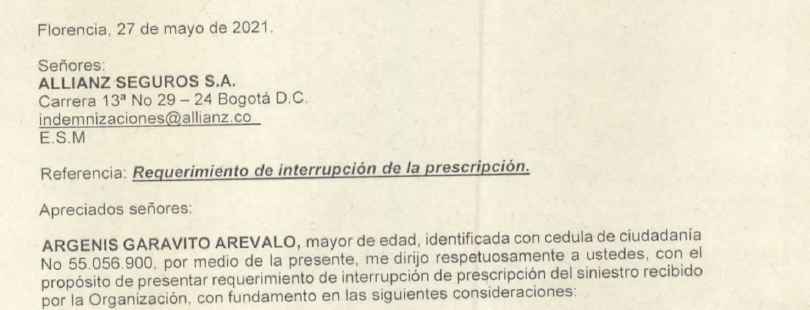 Florencia, 27 de mayo de 2021.
Señores:
ALLIANZ SEGUROS S.A.
Carrera 13ª No 29 – 24 Bogotá D.C.
indemnizaciones@allianz.co
E.S.M
Referencia: Requerimiento de interrupción de la prescripción.
Apreciados señores:
ARGENIS GARAVITO AREVALO, mayor de edad, identificada con cedula de ciudadanía
No 55.056.900, por medio de la presente, me dirijo respetuosamente a ustedes, con el
propósito de presentar requerimiento de interrupción de prescripción del siniestro recibido
por la Organización, con fundamento en las siguientes consideraciones: